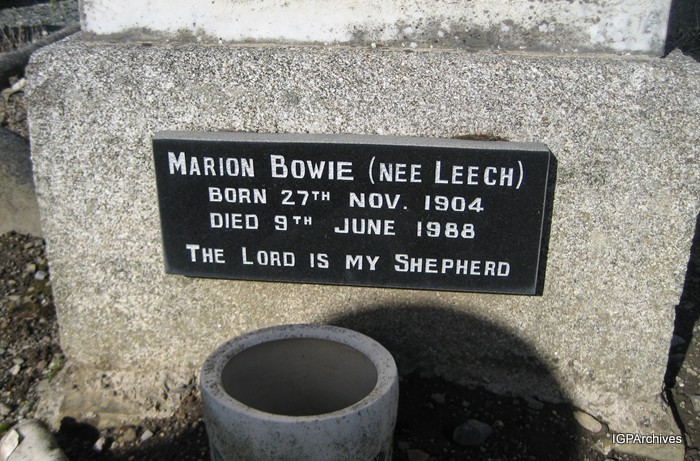 Marion Bowie (nee Leech)
born 27th Nov. 1904
died 9th June 1988
The Lord is my Shepherd
IGPArchives